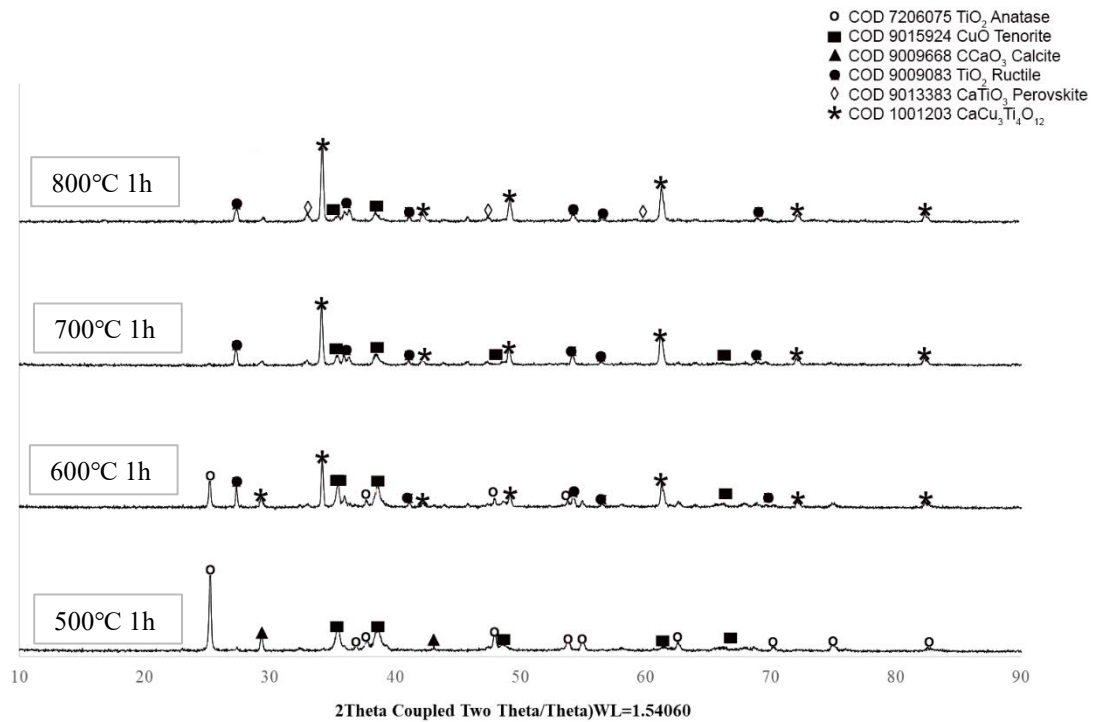 COD 7206075 TiO₂ Anatase
COD 9015924 CuO Tenorite
COD 9009668 CCaO₃ Calcite
COD 9009083 TiO₂ Ructile
COD 9013383 CaTiO₃ Perovskite
COD 1001203 CaCu₃Ti₄O₁₂
800℃ 1h
700℃ 1h
600℃ 1h
500℃ 1h
10 20 30 40 50 60 70 80 90
2Theta Coupled Two Theta/Theta)WL=1.54060